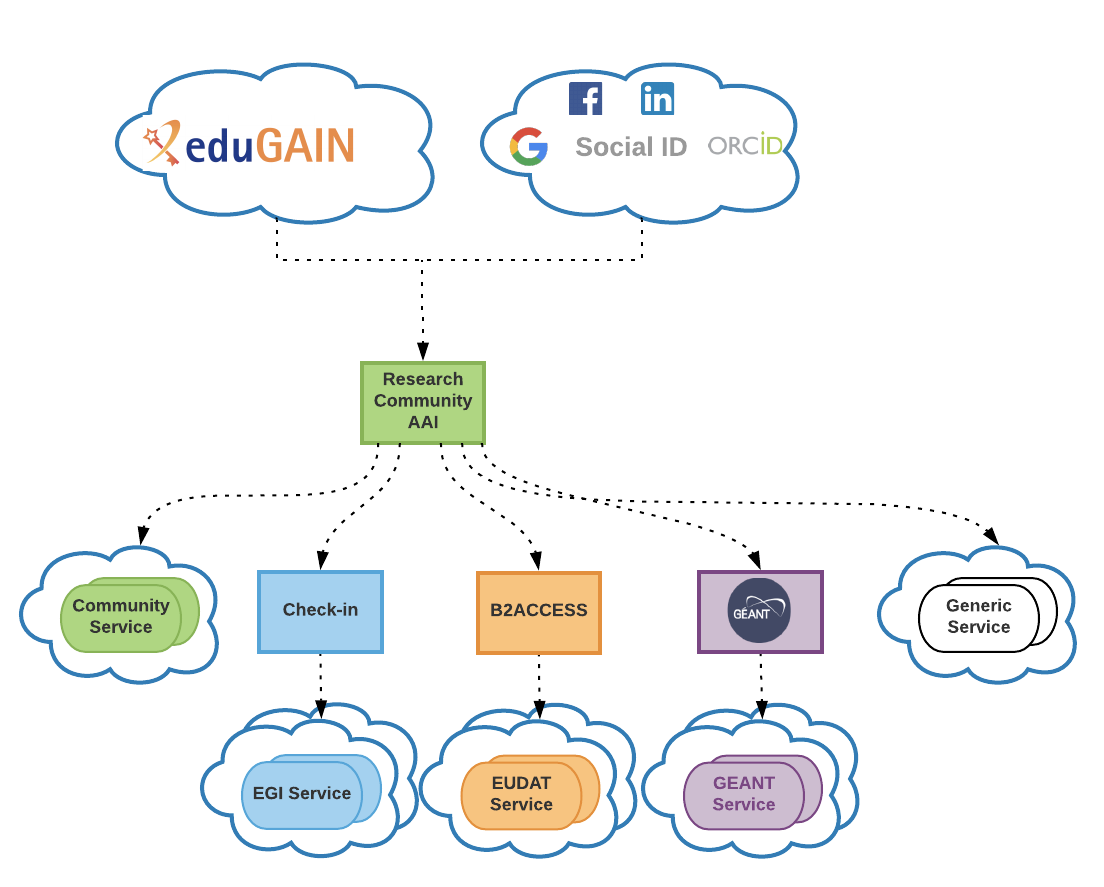 eduGAIN
Social ID
ORCiD
Research
Community
AAI
Community
Service
Check-in
B2ACCESS
GÉANT
Generic
Service
EGI Service
EUDAT
Service
GEANT
Service